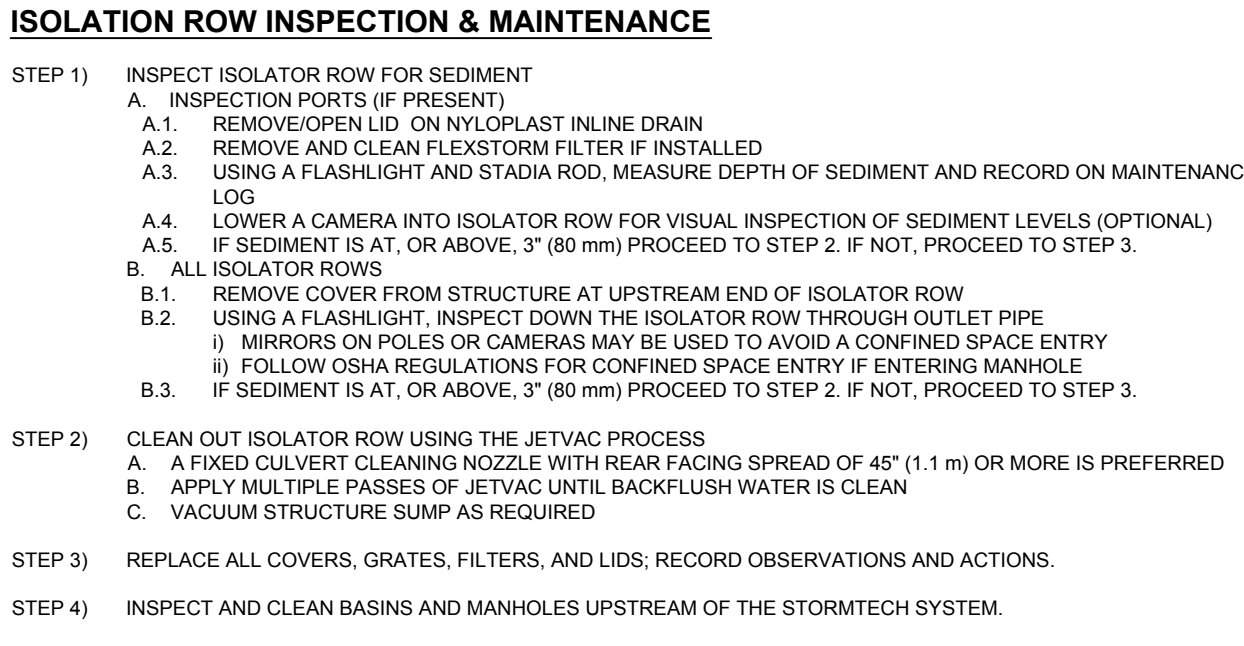 ISOLATION ROW INSPECTION & MAINTENANCE
STEP 1) INSPECT ISOLATOR ROW FOR SEDIMENT
A. INSPECTION PORTS (IF PRESENT)
A.1. REMOVE/OPEN LID ON NYLOPLAST INLINE DRAIN
A.2. REMOVE AND CLEAN FLEXSTORM FILTER IF INSTALLED
A.3. USING A FLASHLIGHT AND STADIA ROD, MEASURE DEPTH OF SEDIMENT AND RECORD ON MAINTENANC
LOG
A.4. LOWER A CAMERA INTO ISOLATOR ROW FOR VISUAL INSPECTION OF SEDIMENT LEVELS (OPTIONAL)
A.5. IF SEDIMENT IS AT, OR ABOVE, 3" (80 mm) PROCEED TO STEP 2. IF NOT, PROCEED TO STEP 3.
B. ALL ISOLATOR ROWS
B.1. REMOVE COVER FROM STRUCTURE AT UPSTREAM END OF ISOLATOR ROW
B.2. USING A FLASHLIGHT, INSPECT DOWN THE ISOLATOR ROW THROUGH OUTLET PIPE
i) MIRRORS ON POLES OR CAMERAS MAY BE USED TO AVOID A CONFINED SPACE ENTRY
ii) FOLLOW OSHA REGULATIONS FOR CONFINED SPACE ENTRY IF ENTERING MANHOLE
B.3. IF SEDIMENT IS AT, OR ABOVE, 3" (80 mm) PROCEED TO STEP 2. IF NOT, PROCEED TO STEP 3.
STEP 2) CLEAN OUT ISOLATOR ROW USING THE JETVAC PROCESS
A. A FIXED CULVERT CLEANING NOZZLE WITH REAR FACING SPREAD OF 45" (1.1 m) OR MORE IS PREFERRED
B. APPLY MULTIPLE PASSES OF JETVAC UNTIL BACKFLUSH WATER IS CLEAN
C. VACUUM STRUCTURE SUMP AS REQUIRED
STEP 3) REPLACE ALL COVERS, GRATES, FILTERS, AND LIDS; RECORD OBSERVATIONS AND ACTIONS.
STEP 4) INSPECT AND CLEAN BASINS AND MANHOLES UPSTREAM OF THE STORMTECH SYSTEM.